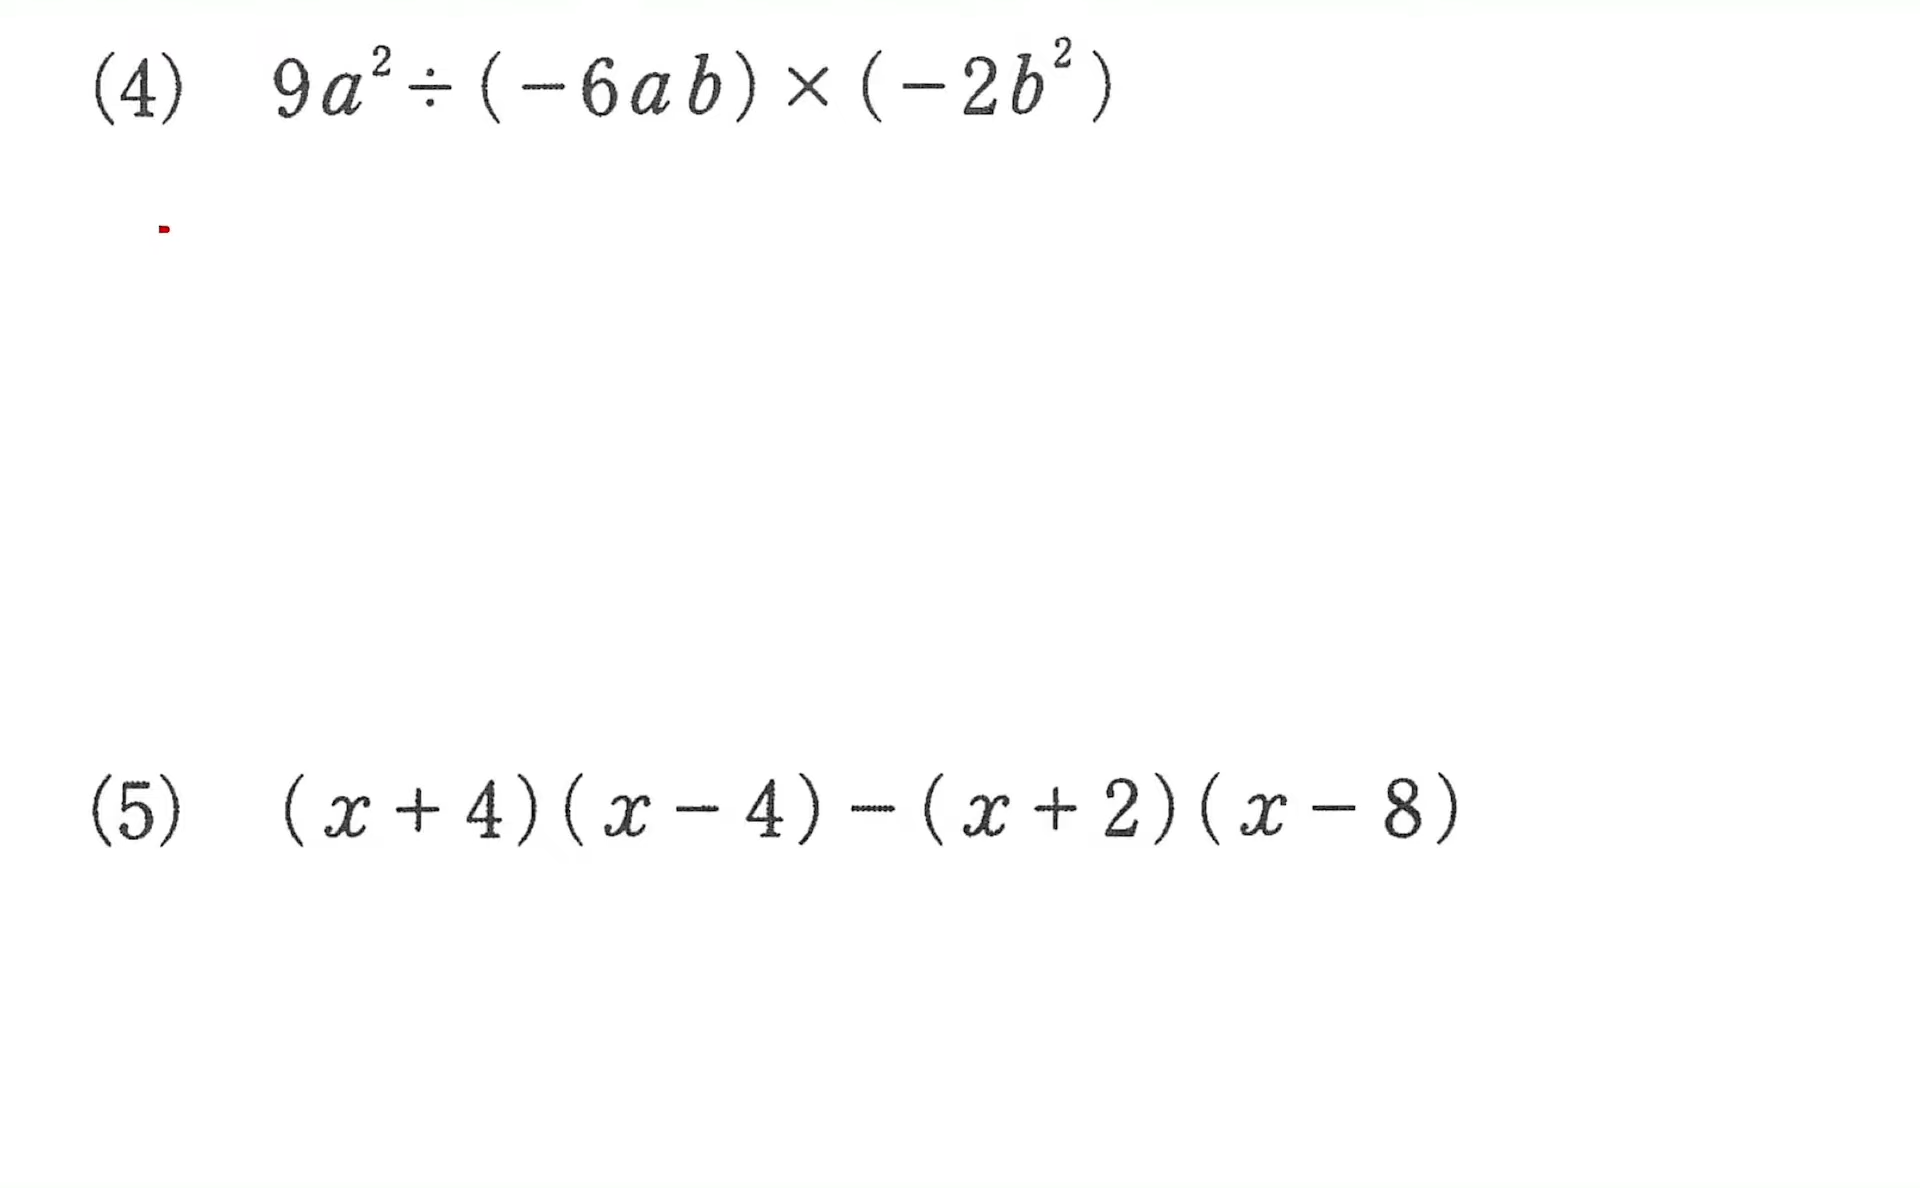 (4) 9a²÷(−6ab)×(−2b²)
(5) (x+4)(x−4)−(x+2)(x−8)